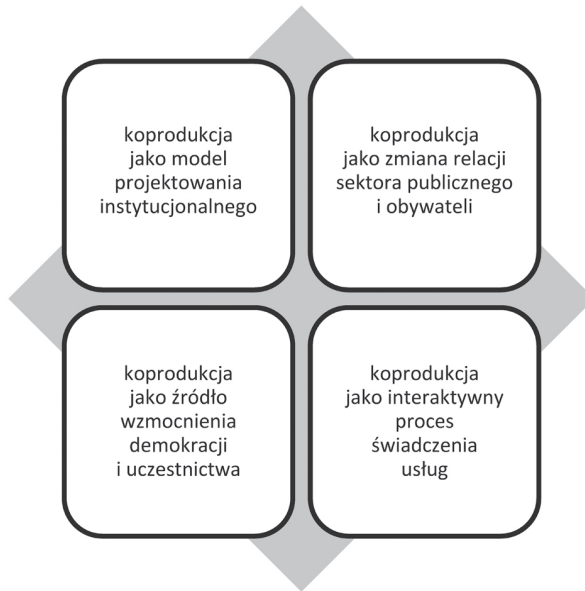 koprodukcja
jako model
projektowania
instytucjonalnego
koprodukcja
jako zmiana relacji
sektora publicznego
i obywateli
koprodukcja
jako źródło
wzmocnienia
demokracji
i uczestnictwa
koprodukcja
jako interaktywny
proces
świadczenia
usług